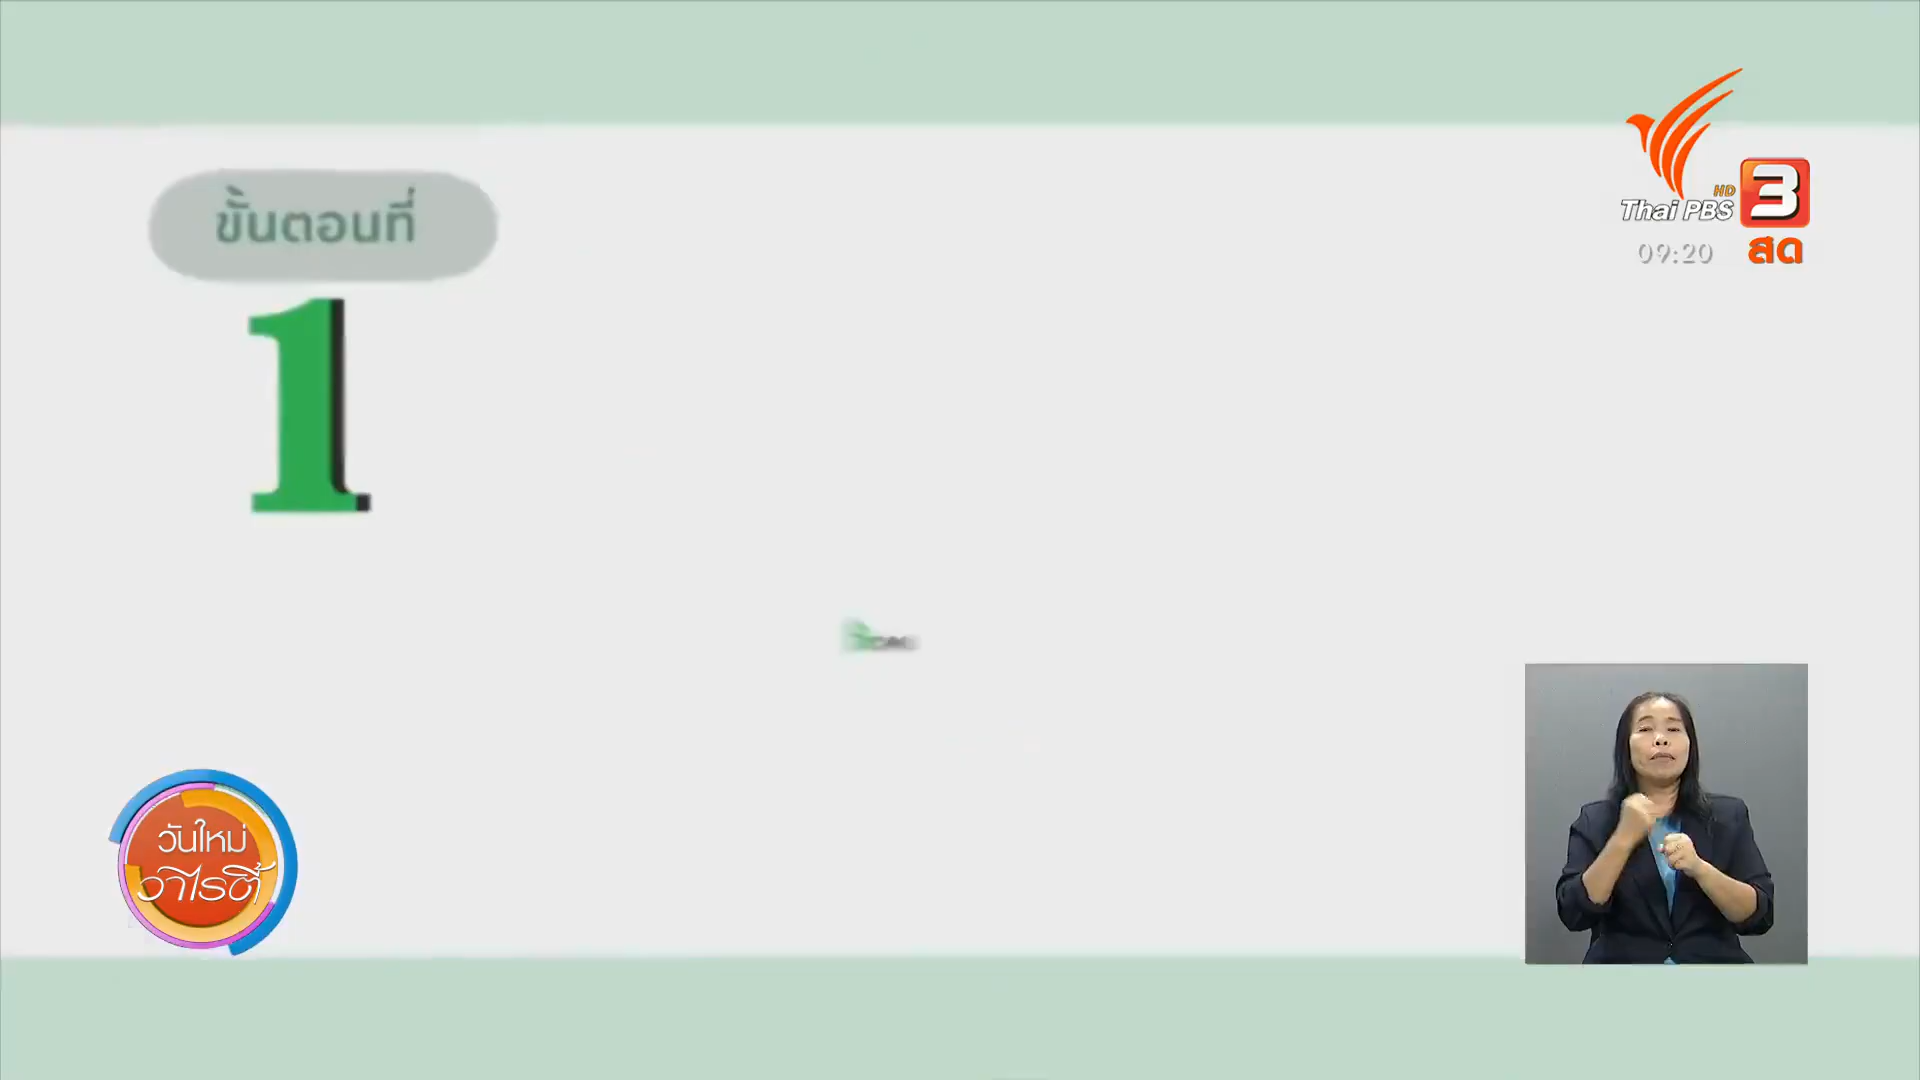 ขั้นตอนที่
1
HD
Thai PBS 3
09:20 สด
วันใหม่
วาไรตี้